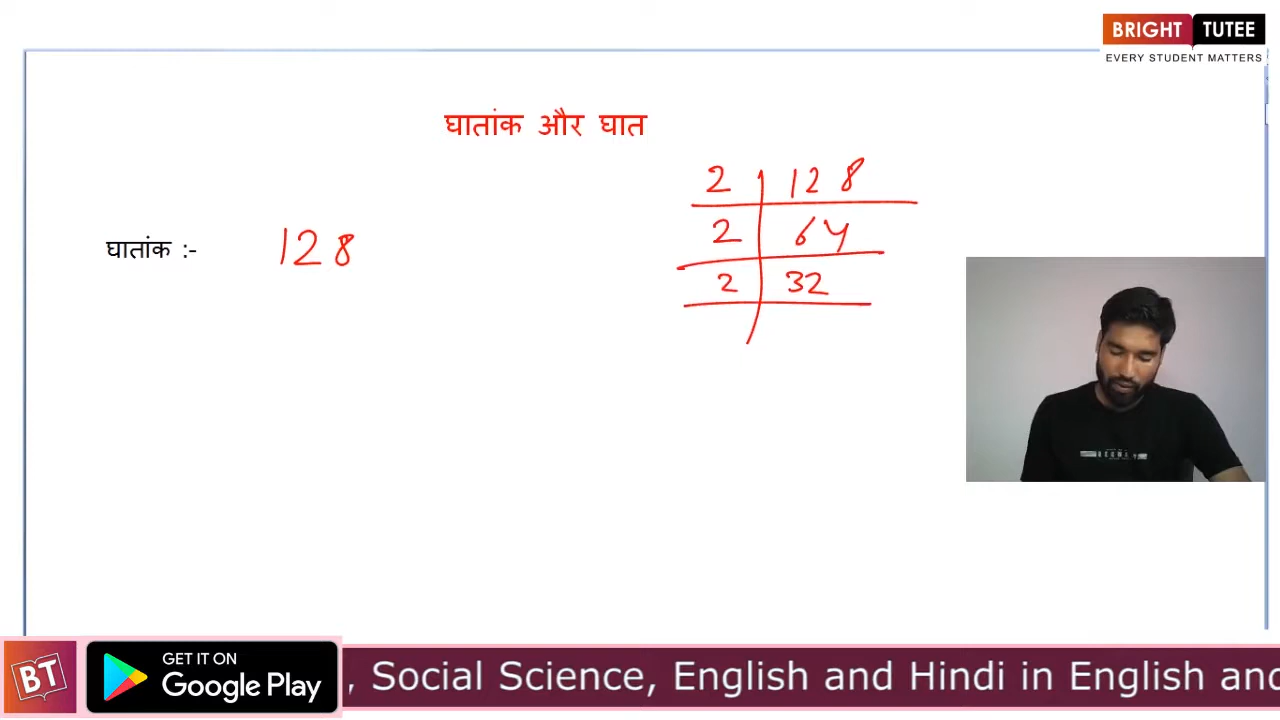 BRIGHT TUTEE
EVERY STUDENT MATTERS
घातांक और घात
2 128
2 64
2 32
घातांक :- 128
BT GET IT ON
Google Play
, Social Science, English and Hindi in English and